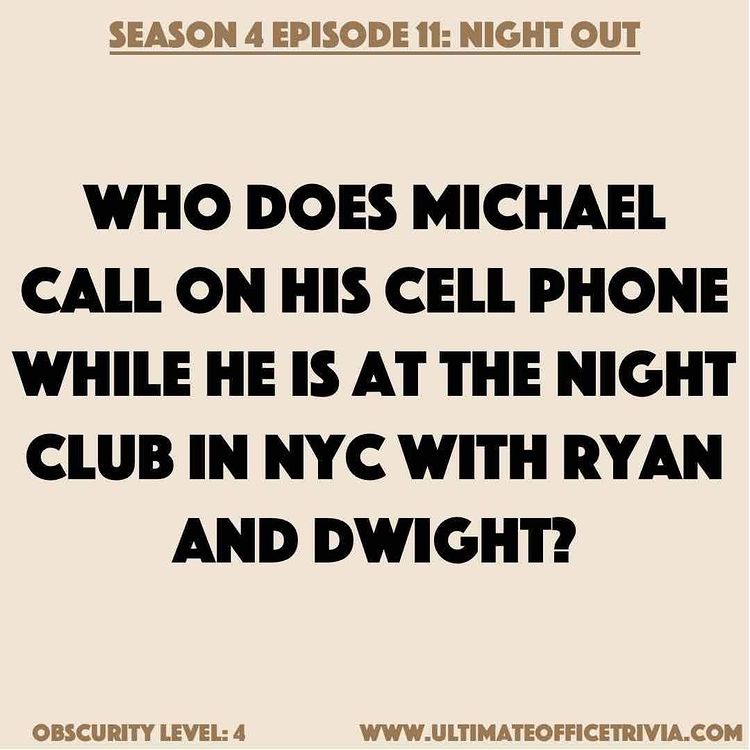 SEASON 4 EPISODE 11: NIGHT OUT
WHO DOES MICHAEL
CALL ON HIS CELL PHONE
WHILE HE IS AT THE NIGHT
CLUB IN NYC WITH RYAN
AND DWIGHT?
OBSCURITY LEVEL: 4
WWW.ULTIMATEOFFICETRIVIA.COM